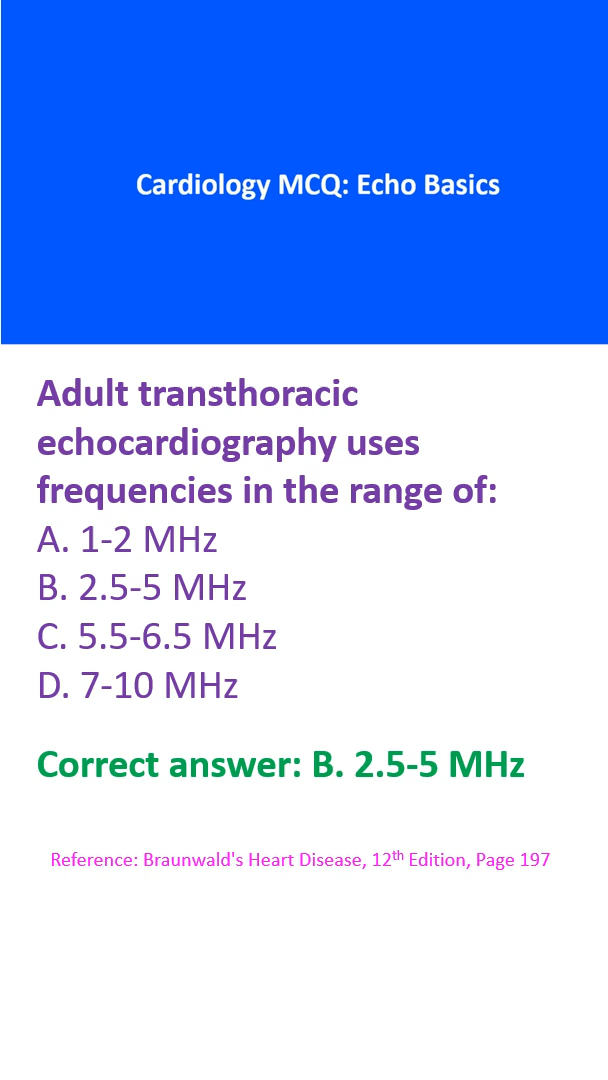 Cardiology MCQ: Echo Basics
Adult transthoracic
echocardiography uses
frequencies in the range of:
A. 1-2 MHz
B. 2.5-5 MHz
C. 5.5-6.5 MHz
D. 7-10 MHz
Correct answer: B. 2.5-5 MHz
Reference: Braunwald's Heart Disease, 12th Edition, Page 197